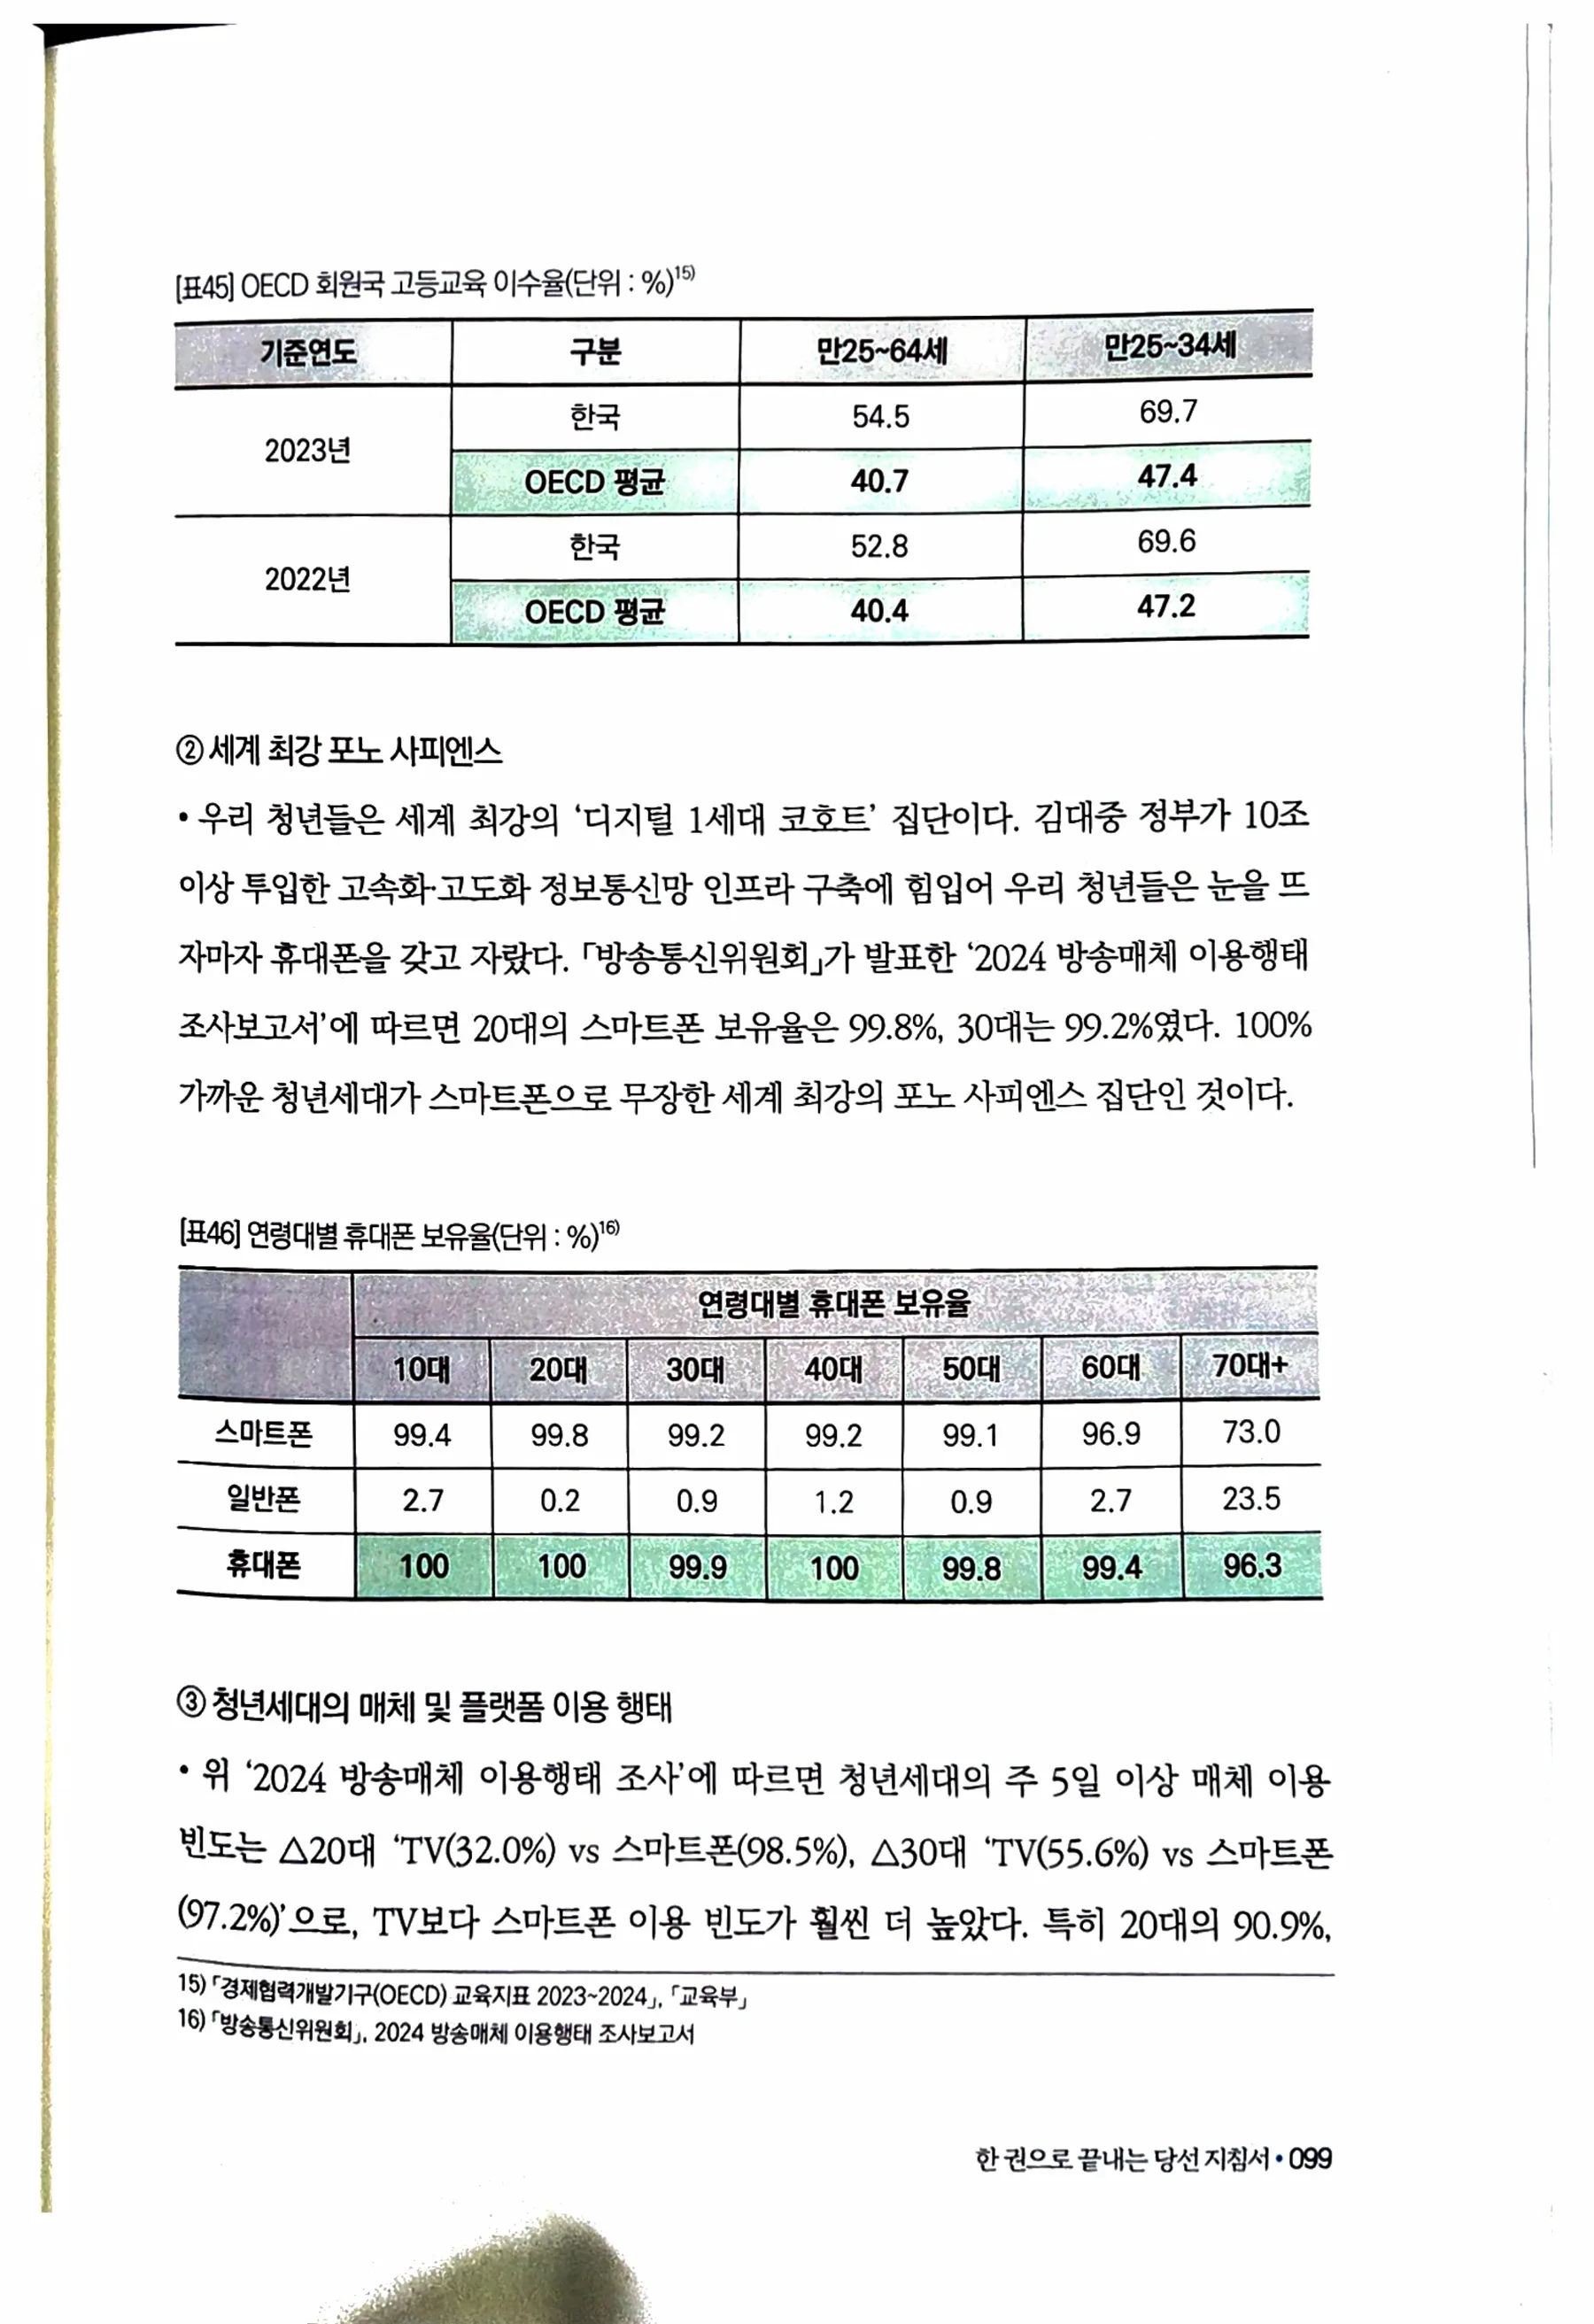 [표45] OECD 회원국 고등교육 이수율(단위 : %)15)
기준연도 구분 만25~64세 만25~34세
2023년 한국 54.5 69.7
OECD 평균 40.7 47.4
2022년 한국 52.8 69.6
OECD 평균 40.4 47.2
② 세계 최강 포노 사피엔스
• 우리 청년들은 세계 최강의 ‘디지털 1세대 코호트’ 집단이다. 김대중 정부가 10조
이상 투입한 고속화·고도화 정보통신망 인프라 구축에 힘입어 우리 청년들은 눈을 뜨
자마자 휴대폰을 갖고 자랐다. 「방송통신위원회」가 발표한 ‘2024 방송매체 이용행태
조사보고서’에 따르면 20대의 스마트폰 보유율은 99.8%, 30대는 99.2%였다. 100%
가까운 청년세대가 스마트폰으로 무장한 세계 최강의 포노 사피엔스 집단인 것이다.
[표46] 연령대별 휴대폰 보유율(단위 : %)16)
연령대별 휴대폰 보유율
10대 20대 30대 40대 50대 60대 70대+
스마트폰 99.4 99.8 99.2 99.2 99.1 96.9 73.0
일반폰 2.7 0.2 0.9 1.2 0.9 2.7 23.5
휴대폰 100 100 99.9 100 99.8 99.4 96.3
③ 청년세대의 매체 및 플랫폼 이용 행태
• 위 ‘2024 방송매체 이용행태 조사’에 따르면 청년세대의 주 5일 이상 매체 이용
빈도는 △20대 ‘TV(32.0%) vs 스마트폰(98.5%), △30대 ‘TV(55.6%) vs 스마트폰
(97.2%)’으로, TV보다 스마트폰 이용 빈도가 훨씬 더 높았다. 특히 20대의 90.9%,
15) 「경제협력개발기구(OECD) 교육지표 2023~2024」, 「교육부」
16) 「방송통신위원회」, 2024 방송매체 이용행태 조사보고서
한 권으로 끝내는 당선 지침서 • 099